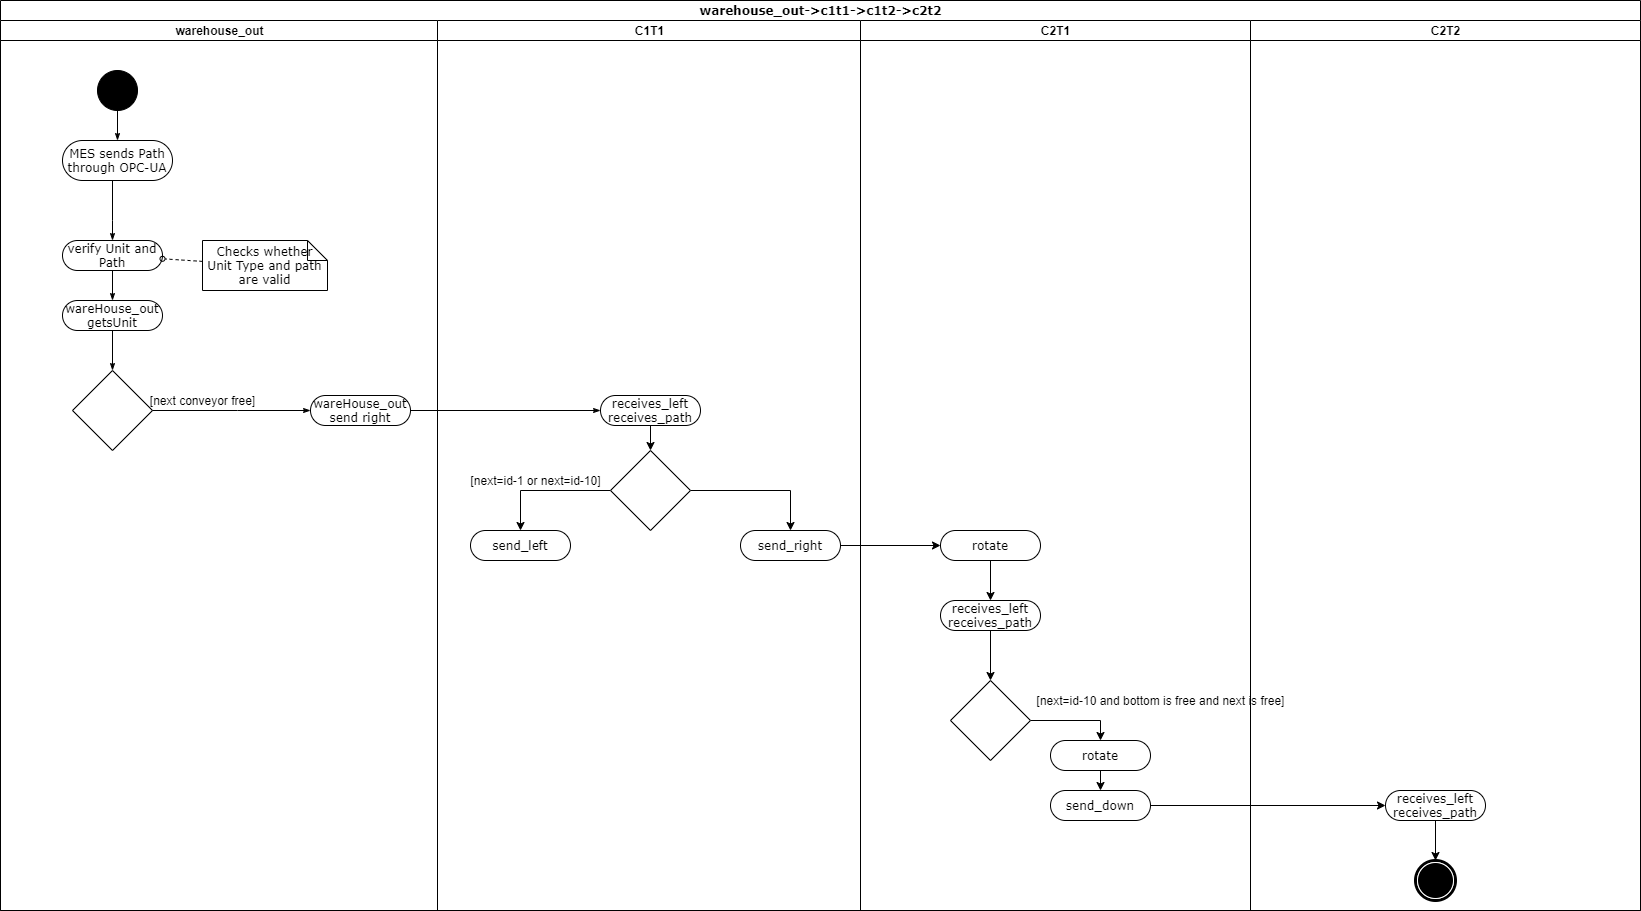 warehouse_out->c1t1->c1t2->c2t2
warehouse_out
C1T1
C2T1
C2T2
MES sends Path
through OPC-UA
verify Unit and
Path
Checks whether
Unit Type and path
are valid
wareHouse_out
getsUnit
[next conveyor free]
wareHouse_out
send right
receives_left
receives_path
[next=id-1 or next=id-10]
send_left
send_right
rotate
receives_left
receives_path
[next=id-10 and bottom is free and next is free]
rotate
send_down
receives_left
receives_path